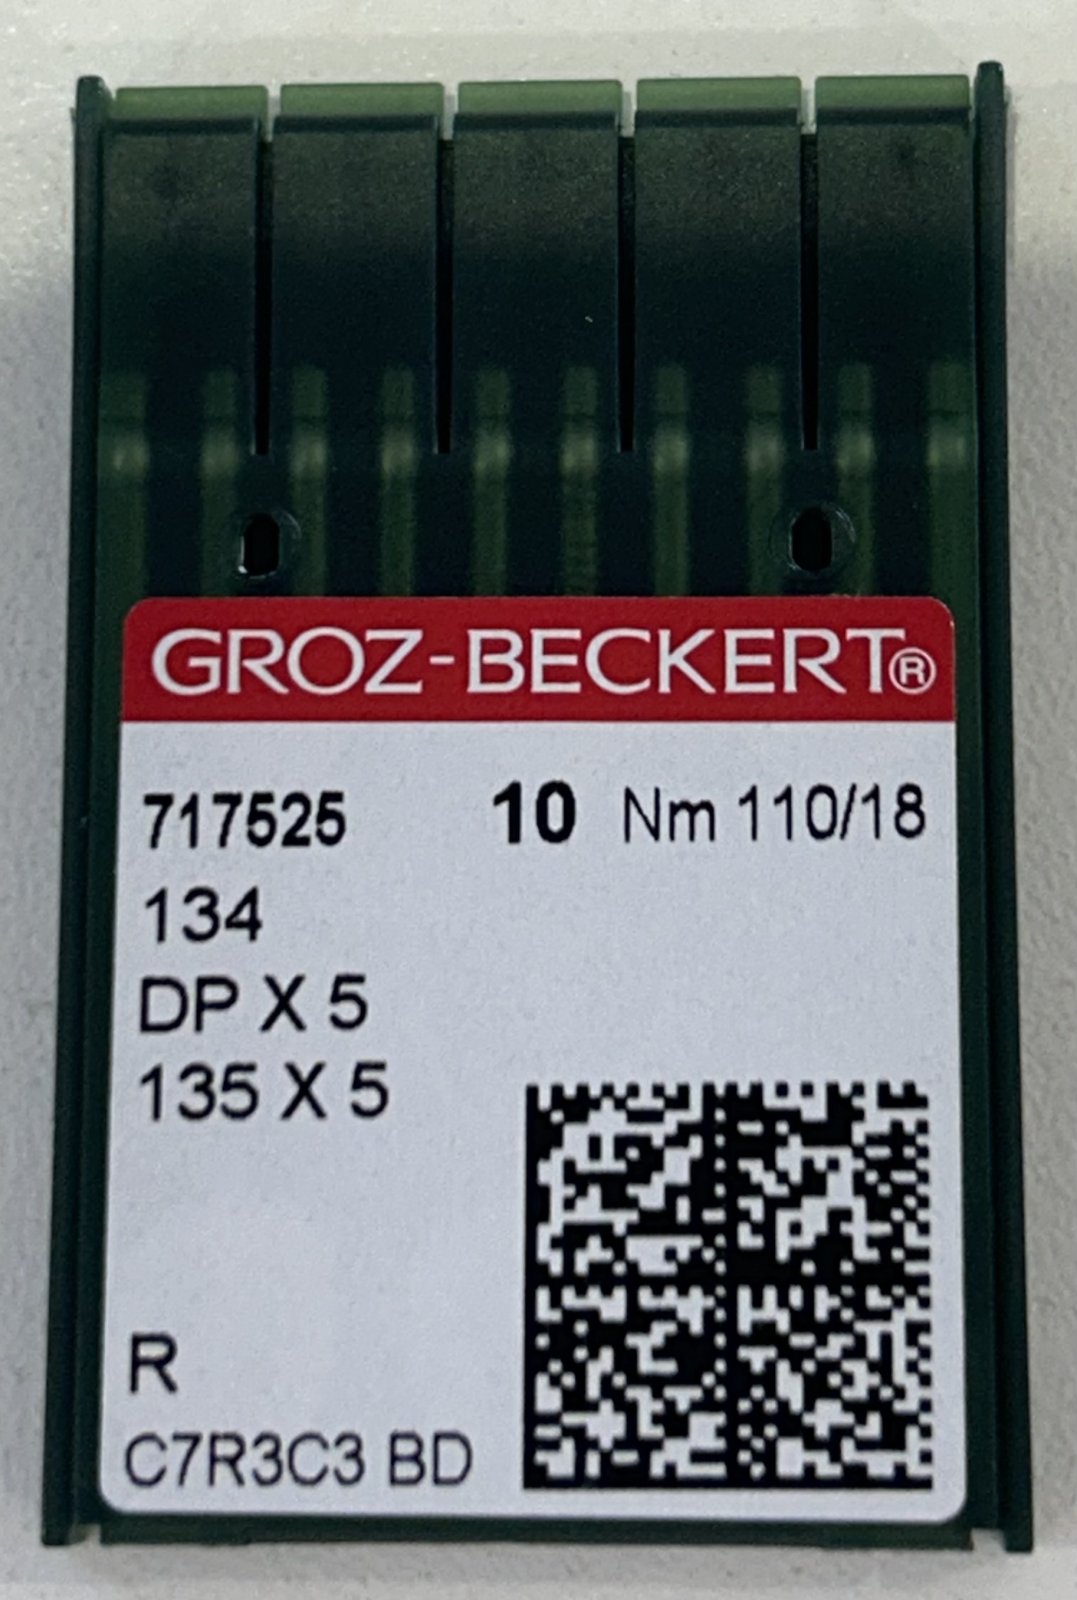 GROZ-BECKERT®
717525 10 Nm 110/18
134
DP X 5
135 X 5
R
C7R3C3 BD